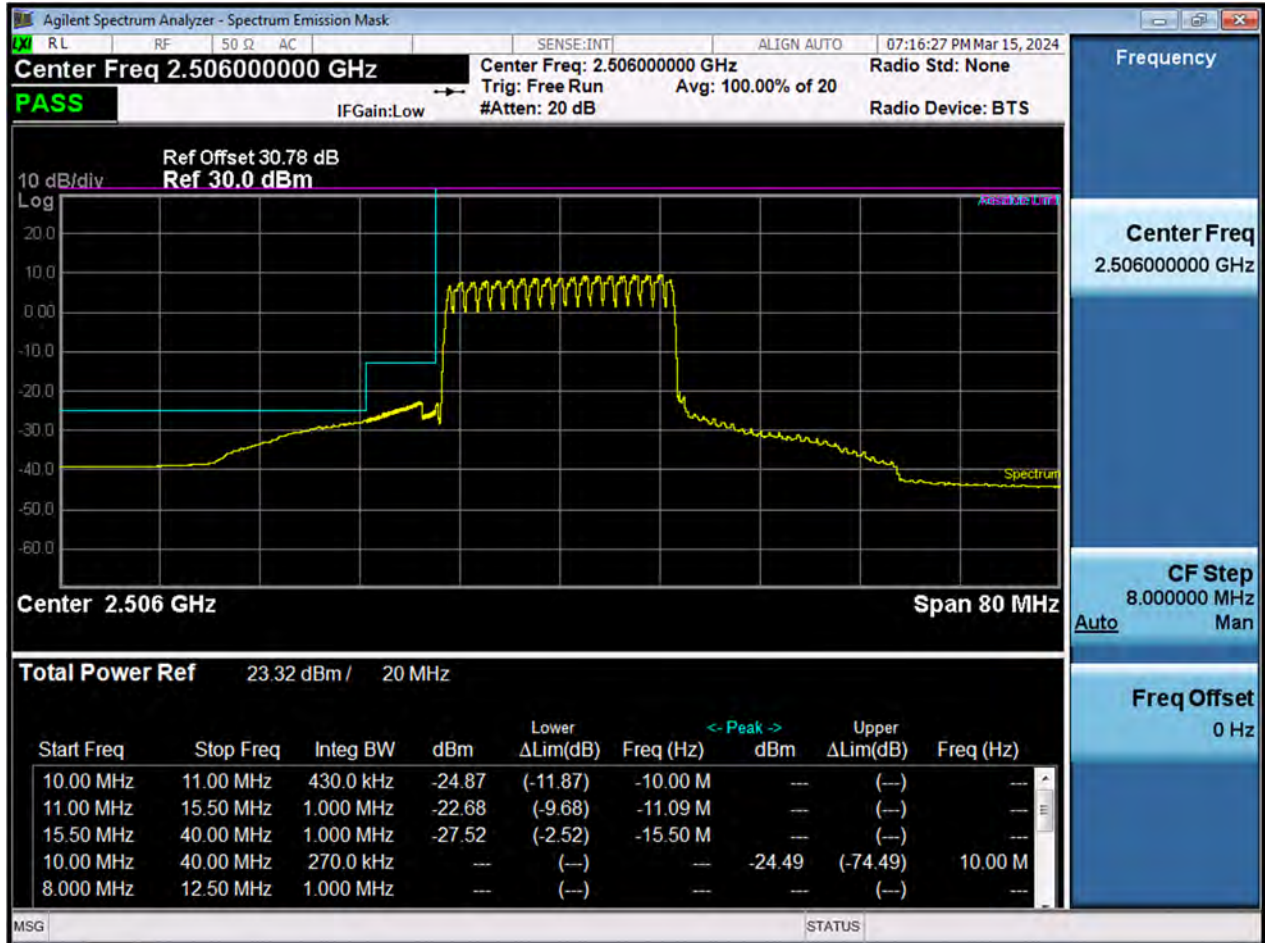 Agilent Spectrum Analyzer - Spectrum Emission Mask
LXI RL RF 50 Ω AC SENSE:INT ALIGN AUTO 07:16:27 PM Mar 15, 2024
Center Freq 2.506000000 GHz
Center Freq: 2.506000000 GHz
Radio Std: None
Trig: Free Run
Avg: 100.00% of 20
PASS
IFGain:Low
#Atten: 20 dB
Radio Device: BTS
Ref Offset 30.78 dB
10 dB/div Ref 30.0 dBm
Log
Absolute Limit
20.0
10.0
0.00
-10.0
-20.0
-30.0
-40.0
Spectrum
-50.0
-60.0
Center 2.506 GHz Span 80 MHz
Total Power Ref 23.32 dBm / 20 MHz
Lower <- Peak -> Upper
Start Freq Stop Freq Integ BW dBm ΔLim(dB) Freq (Hz) dBm ΔLim(dB) Freq (Hz)
10.00 MHz 11.00 MHz 430.0 kHz -24.87 (-11.87) -10.00 M --- (---) ---
11.00 MHz 15.50 MHz 1.000 MHz -22.68 (-9.68) -11.09 M --- (---) ---
15.50 MHz 40.00 MHz 1.000 MHz -27.52 (-2.52) -15.50 M --- (---) ---
10.00 MHz 40.00 MHz 270.0 kHz --- (---) --- -24.49 (-74.49) 10.00 M
8.000 MHz 12.50 MHz 1.000 MHz --- (---) --- --- (---) ---
MSG STATUS
Frequency
Center Freq
2.506000000 GHz
CF Step
8.000000 MHz
Auto Man
Freq Offset
0 Hz